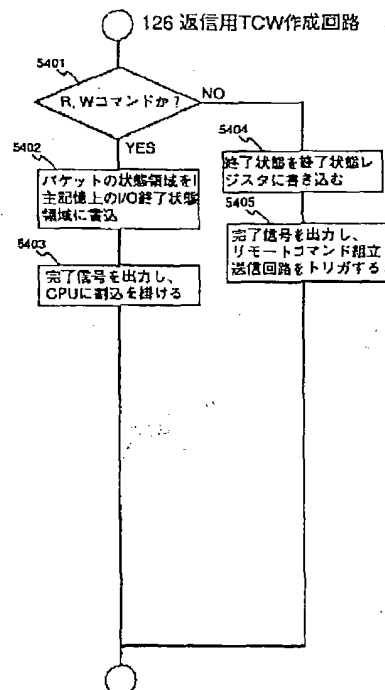 126 返信用TCW作成回路
5401
R, Wコマンドか?
NO
YES
5402
パケットの状態領域をI
主記憶上のI/O終了状態
領域に書込
5403
完了信号を出力し、
CPUに割込を掛ける
5404
終了状態を終了状態レ
ジスタに書き込む
5405
完了信号を出力し、
リモートコマンド組立
送信回路をトリガする